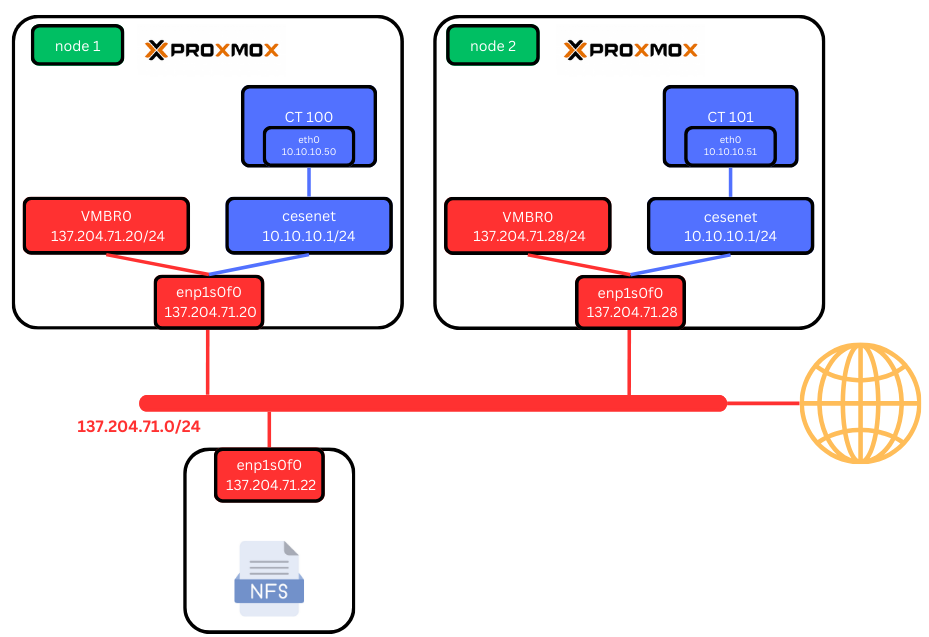 node 1
PROXMOX
CT 100
eth0
10.10.10.50
VMBR0
137.204.71.20/24
cesenet
10.10.10.1/24
enp1s0f0
137.204.71.20
node 2
PROXMOX
CT 101
eth0
10.10.10.51
VMBR0
137.204.71.28/24
cesenet
10.10.10.1/24
enp1s0f0
137.204.71.28
137.204.71.0/24
enp1s0f0
137.204.71.22
NFS